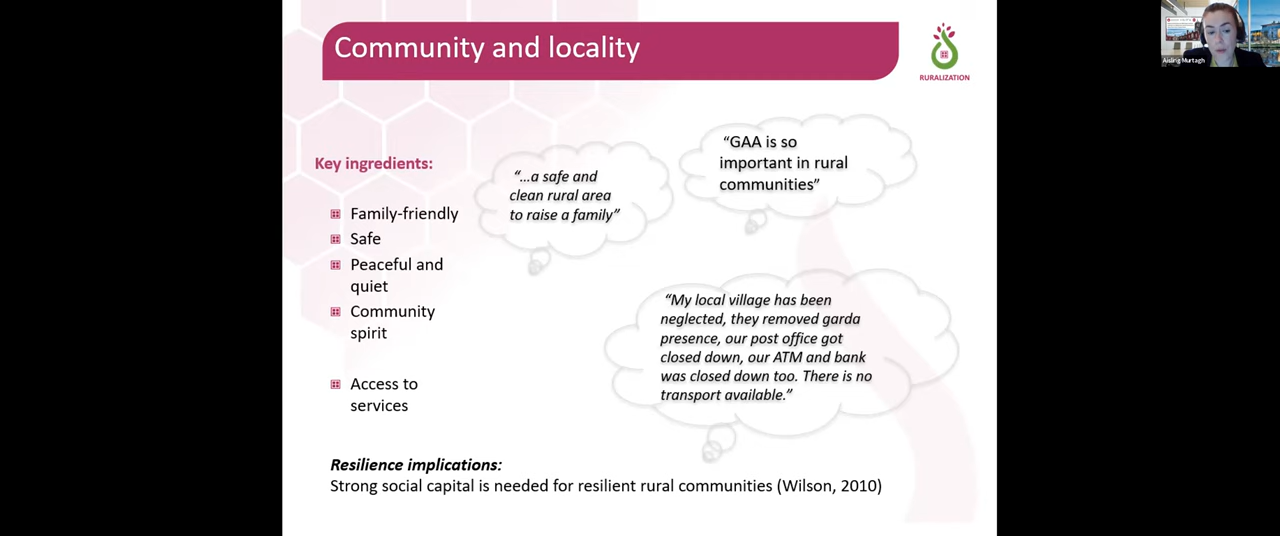 Community and locality
RURALIZATION
Aisling Murtagh
Key ingredients:
Family-friendly
Safe
Peaceful and
quiet
Community
spirit
Access to
services
“...a safe and
clean rural area
to raise a family”
“GAA is so
important in rural
communities”
“My local village has been
neglected, they removed garda
presence, our post office got
closed down, our ATM and bank
was closed down too. There is no
transport available.”
Resilience implications:
Strong social capital is needed for resilient rural communities (Wilson, 2010)